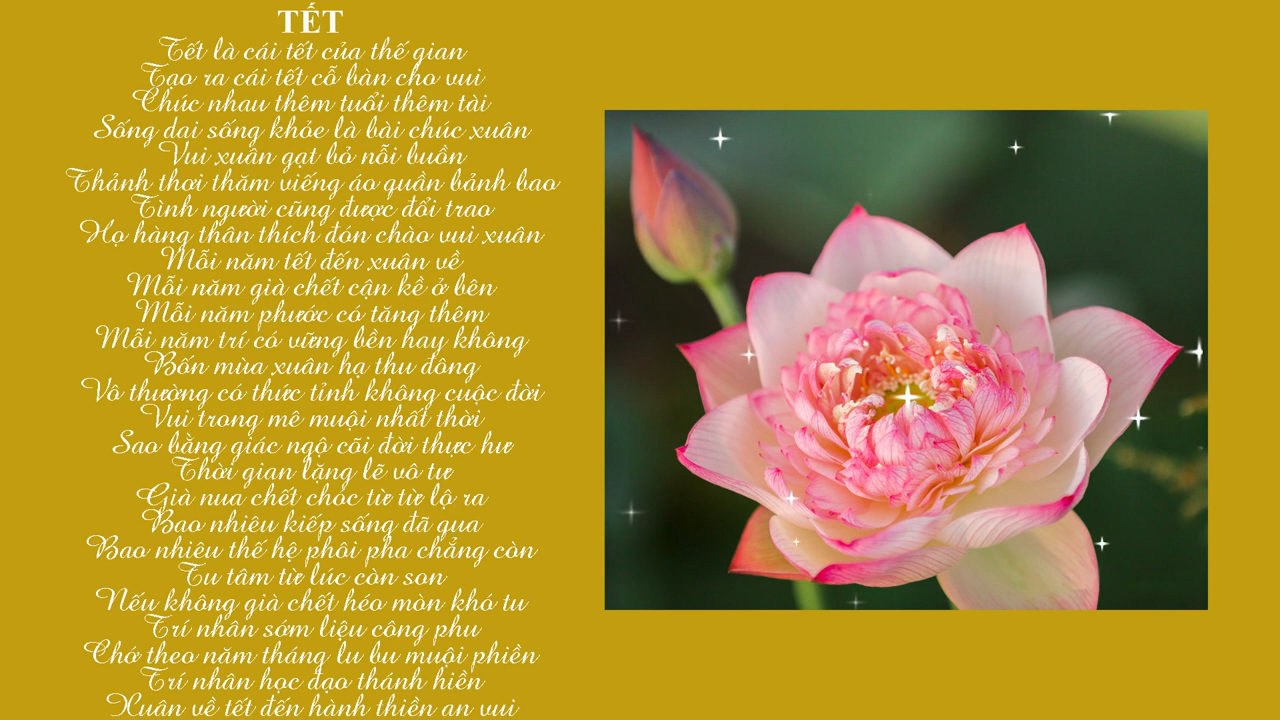 TẾT
Tết là cái tết của thế gian
Tạo ra cái tết cỗ bàn cho vui
Chúc nhau thêm tuổi thêm tài
Sống dai sống khỏe là bài chúc xuân
Vui xuân gạt bỏ nỗi buồn
Thảnh thơi thăm viếng áo quần bảnh bao
Tình người cũng được đổi trao
Họ hàng thân thích đón chào vui xuân
Mỗi năm tết đến xuân về
Mỗi năm già chết cận kề ở bên
Mỗi năm phước có tăng thêm
Mỗi năm trí có vững bền hay không
Bốn mùa xuân hạ thu đông
Vô thường có thức tỉnh không cuộc đời
Vui trong mê muội nhất thời
Sao bằng giác ngộ cõi đời thực hư
Thời gian lặng lẽ vô tư
Già nua chết chóc từ từ lộ ra
Bao nhiêu kiếp sống đã qua
Bao nhiêu thế hệ phôi pha chẳng còn
Tu tâm từ lúc còn son
Nếu không già chết héo mòn khó tu
Trí nhân sớm liệu công phu
Chớ theo năm tháng lu bu muội phiền
Trí nhân học đạo thánh hiền
Xuân về tết đến hành thiền an vui